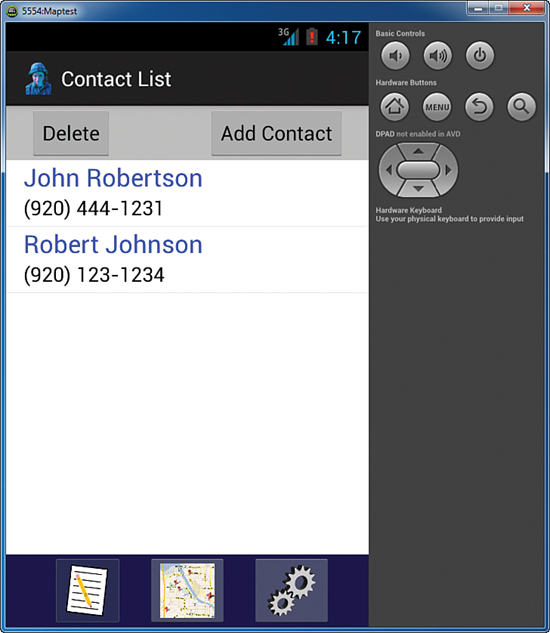 5554:Maptest
3G 4:17
Contact List
Delete Add Contact
John Robertson
(920) 444-1231
Robert Johnson
(920) 123-1234
Basic Controls
Hardware Buttons
MENU
DPAD not enabled in AVD
Hardware Keyboard
Use your physical keyboard to provide input